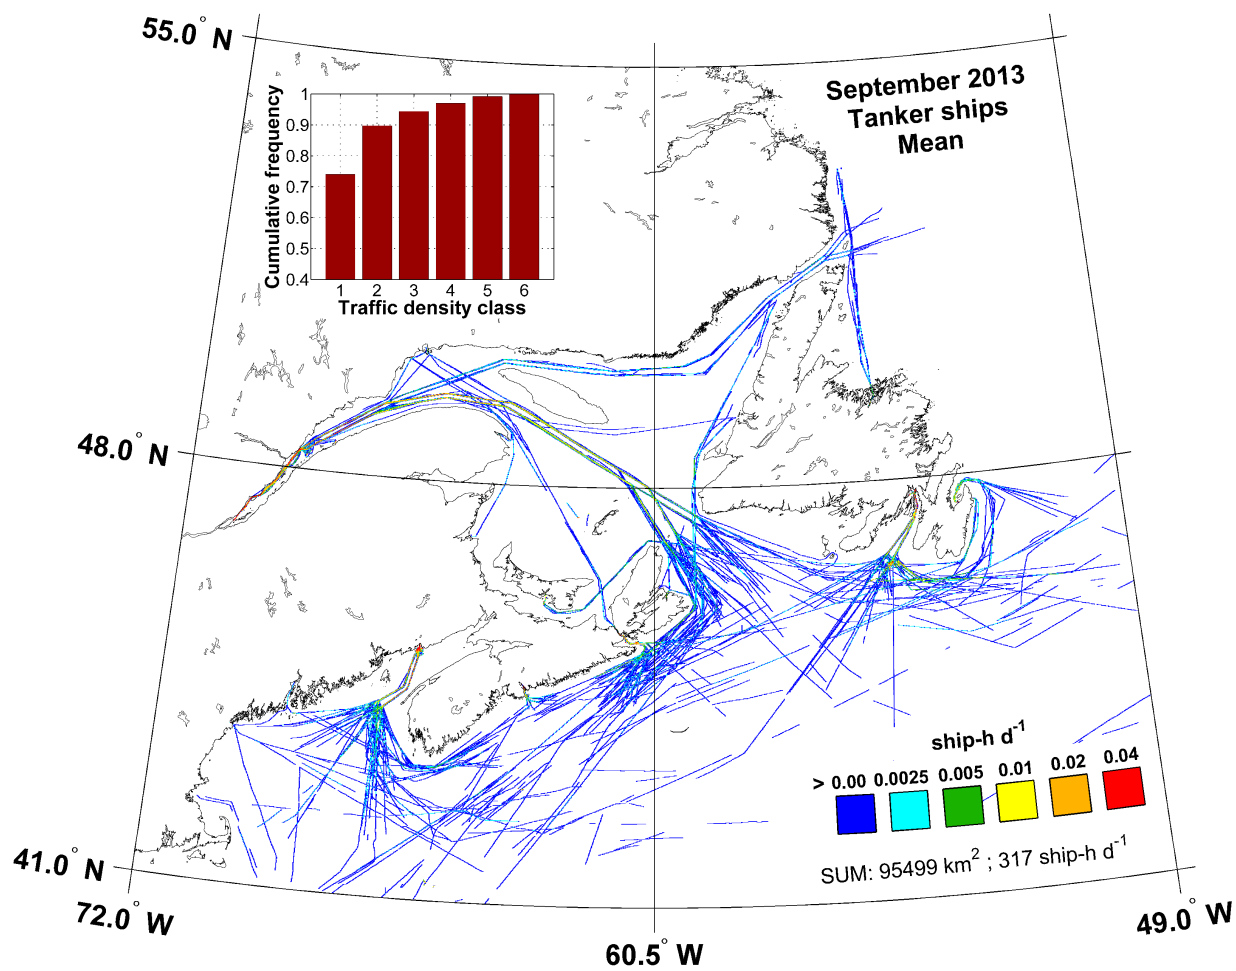 55.0° N
September 2013
Tanker ships
Mean
Cumulative frequency
1
0.9
0.8
0.7
0.6
0.5
0.4
1 2 3 4 5 6
Traffic density class
48.0° N
ship-h d⁻¹
> 0.00 0.0025 0.005 0.01 0.02 0.04
SUM: 95499 km² ; 317 ship-h d⁻¹
41.0° N
72.0° W
60.5° W
49.0° W